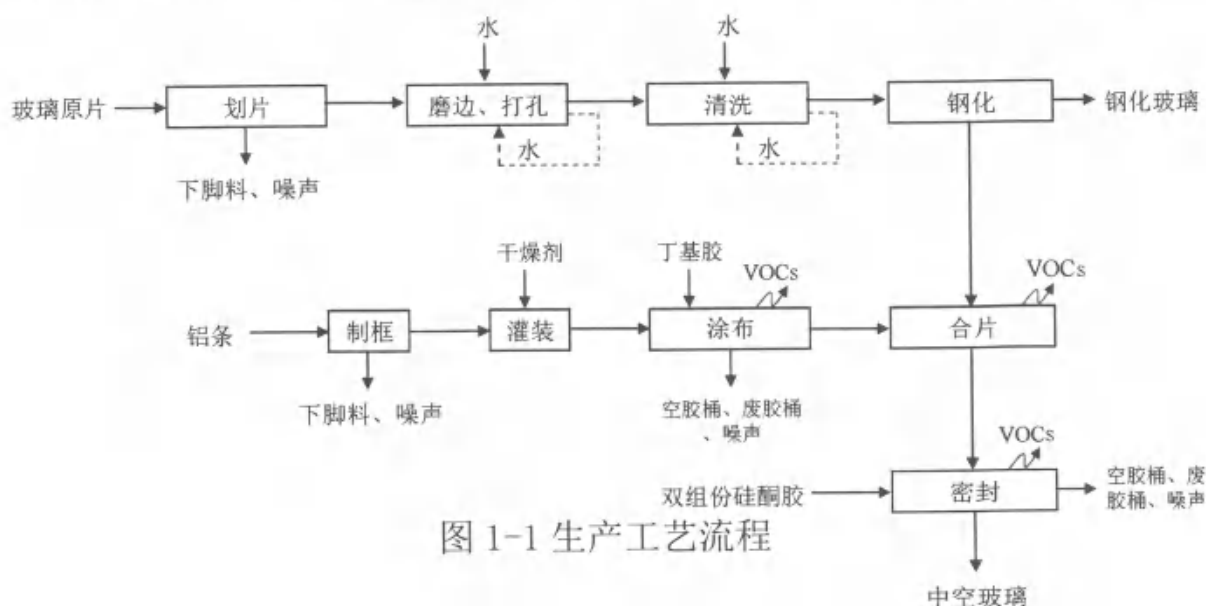 水
水
玻璃原片
划片
磨边、打孔
清洗
钢化
钢化玻璃
水
水
下脚料、噪声
干燥剂
丁基胶
VOCs
VOCs
铝条
制框
灌装
涂布
合片
下脚料、噪声
空胶桶、废胶桶
、噪声
VOCs
双组份硅酮胶
密封
空胶桶、废
胶桶、噪声
图 1-1 生产工艺流程
中空玻璃